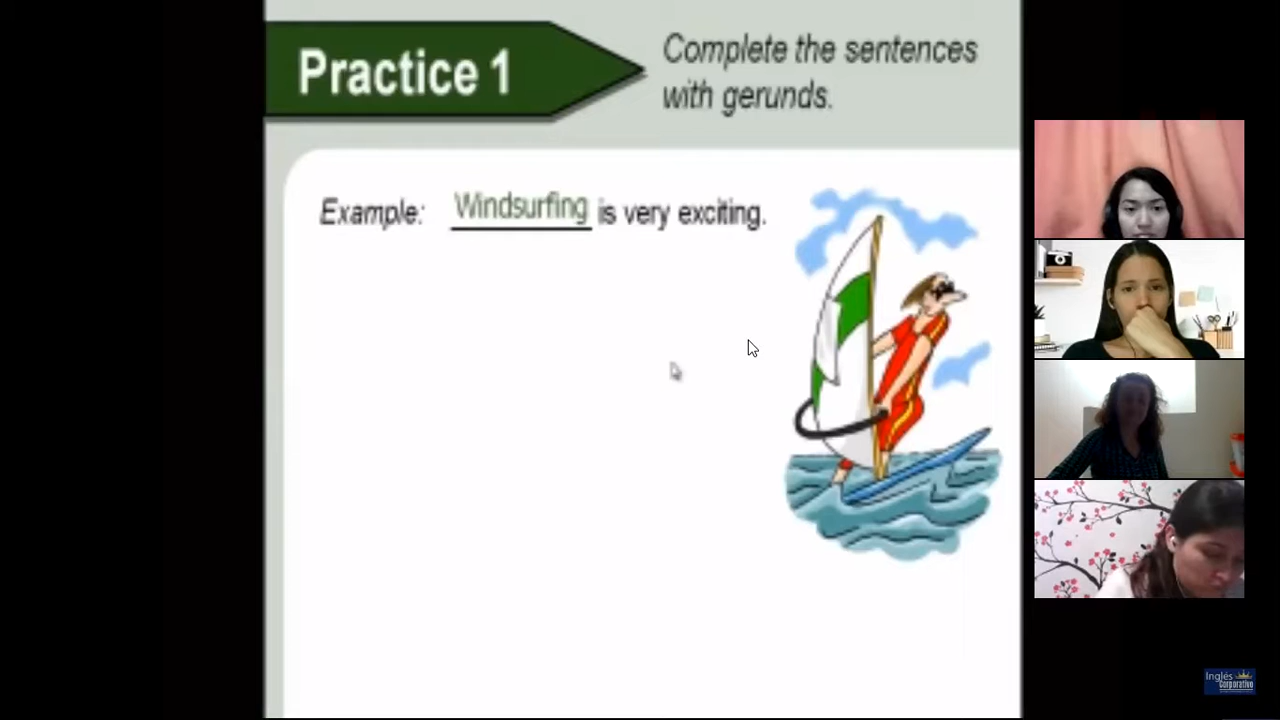 Practice 1
Complete the sentences
with gerunds.
Example: Windsurfing is very exciting.
Inglés
Corporativo